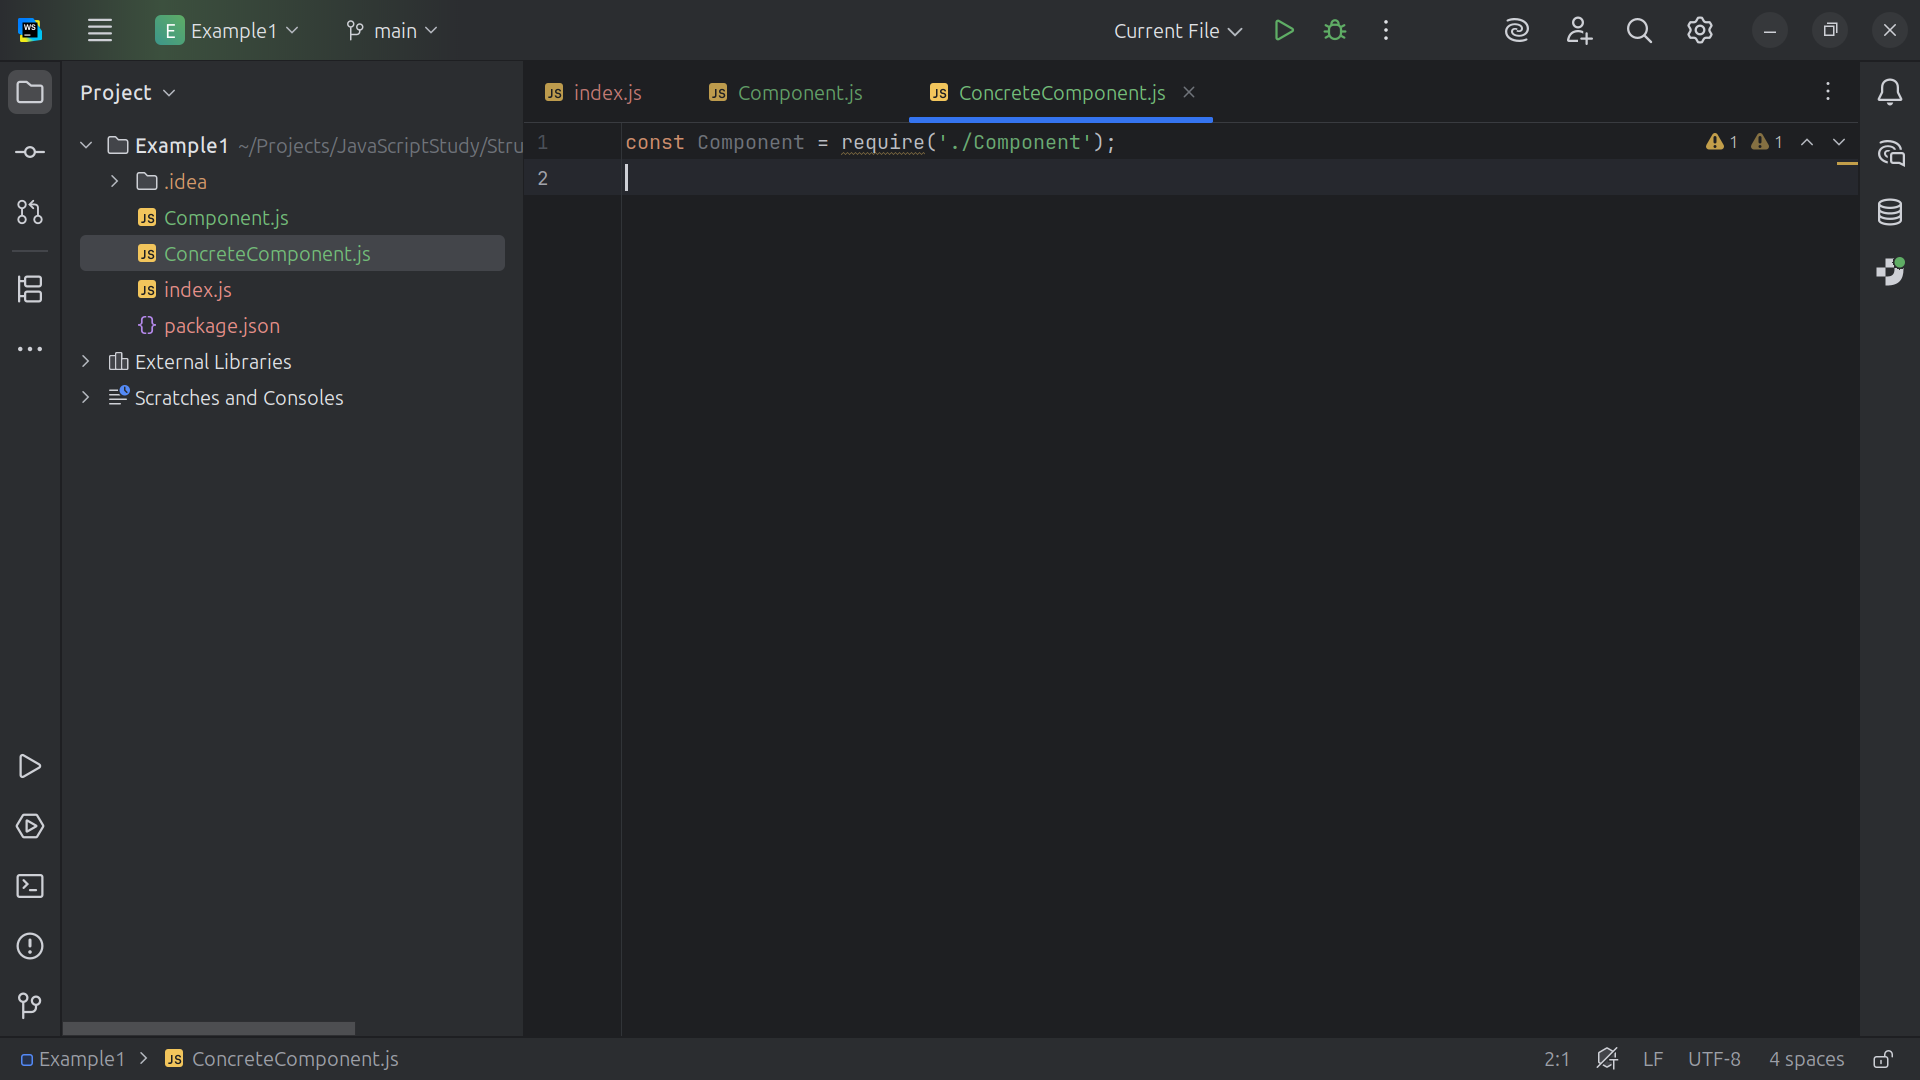 WS
E Example1
main
Current File
Project
Example1 ~/Projects/JavaScriptStudy/Stru
.idea
JS Component.js
JS ConcreteComponent.js
JS index.js
{} package.json
External Libraries
Scratches and Consoles
JS index.js
JS Component.js
JS ConcreteComponent.js
1 const Component = require('./Component');
1 1
2
Example1 > JS ConcreteComponent.js
2:1
LF
UTF-8
4 spaces